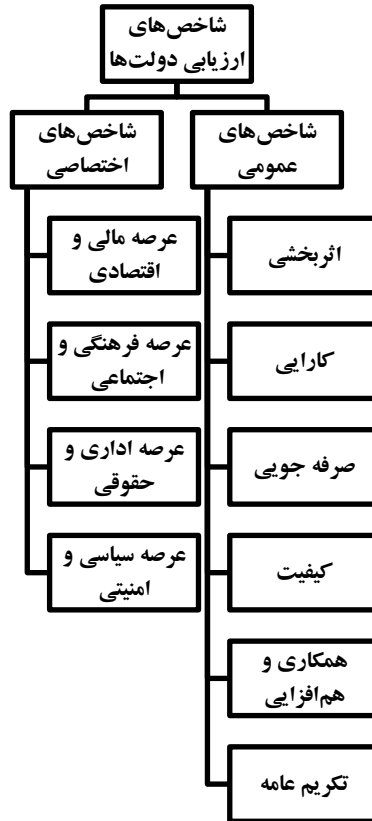 شاخص‌های
ارزیابی دولت‌ها
شاخص‌های
عمومی
اثربخشی
کارایی
صرفه جویی
کیفیت
همکاری و
هم‌افزایی
تکریم عامه
شاخص‌های
اختصاصی
عرصه مالی و
اقتصادی
عرصه فرهنگی و
اجتماعی
عرصه اداری و
حقوقی
عرصه سیاسی و
امنیتی